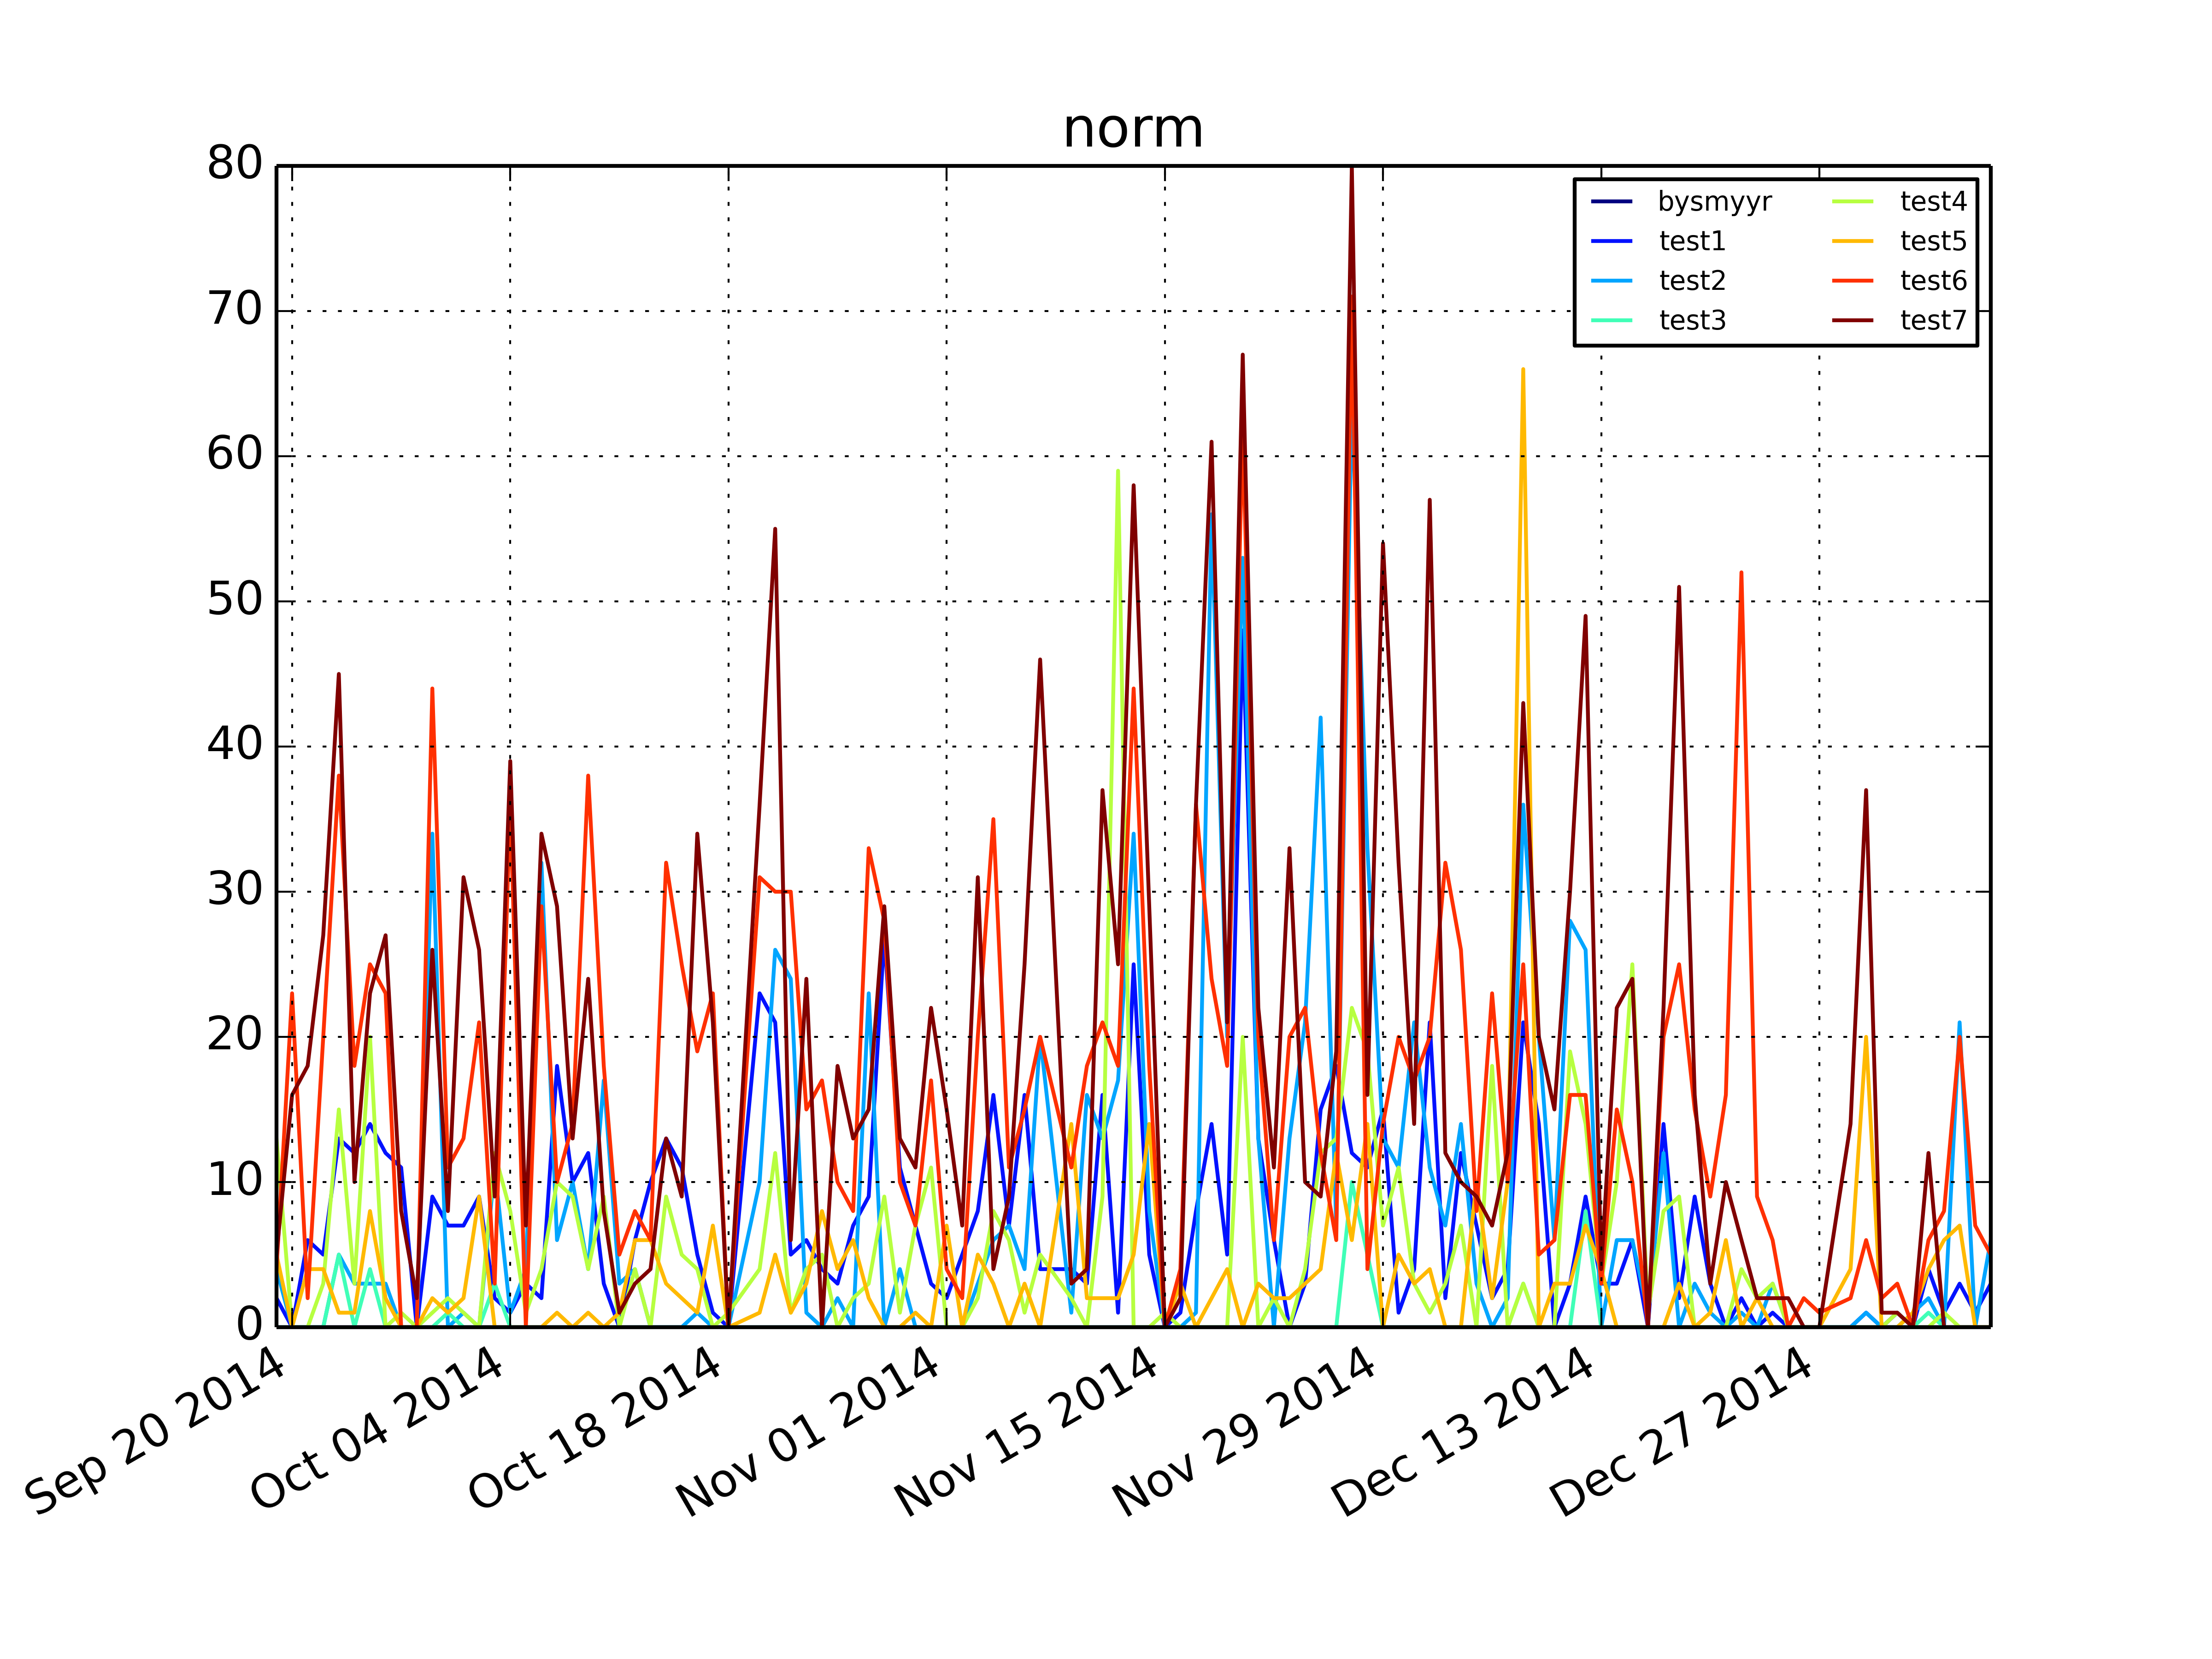 norm
80
70
60
50
40
30
20
10
0
bysmyyr
test1
test2
test3
test4
test5
test6
test7
Sep 20 2014
Oct 04 2014
Oct 18 2014
Nov 01 2014
Nov 15 2014
Nov 29 2014
Dec 13 2014
Dec 27 2014